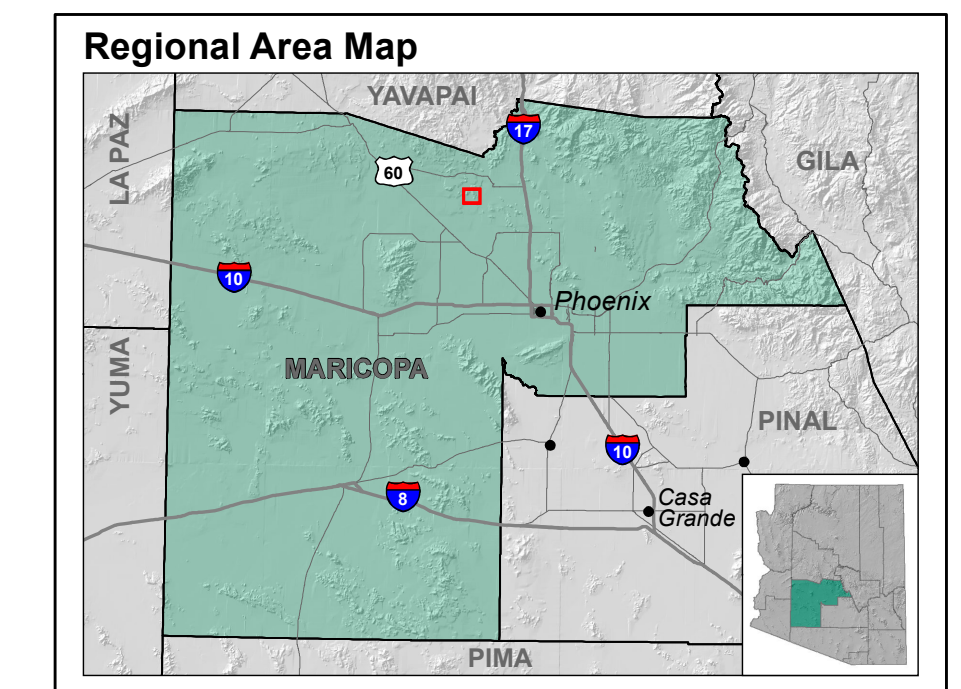 Regional Area Map
YAVAPAI
LA PAZ
17
GILA
60
10
Phoenix
MARICOPA
YUMA
PINAL
10
8
Casa
Grande
PIMA